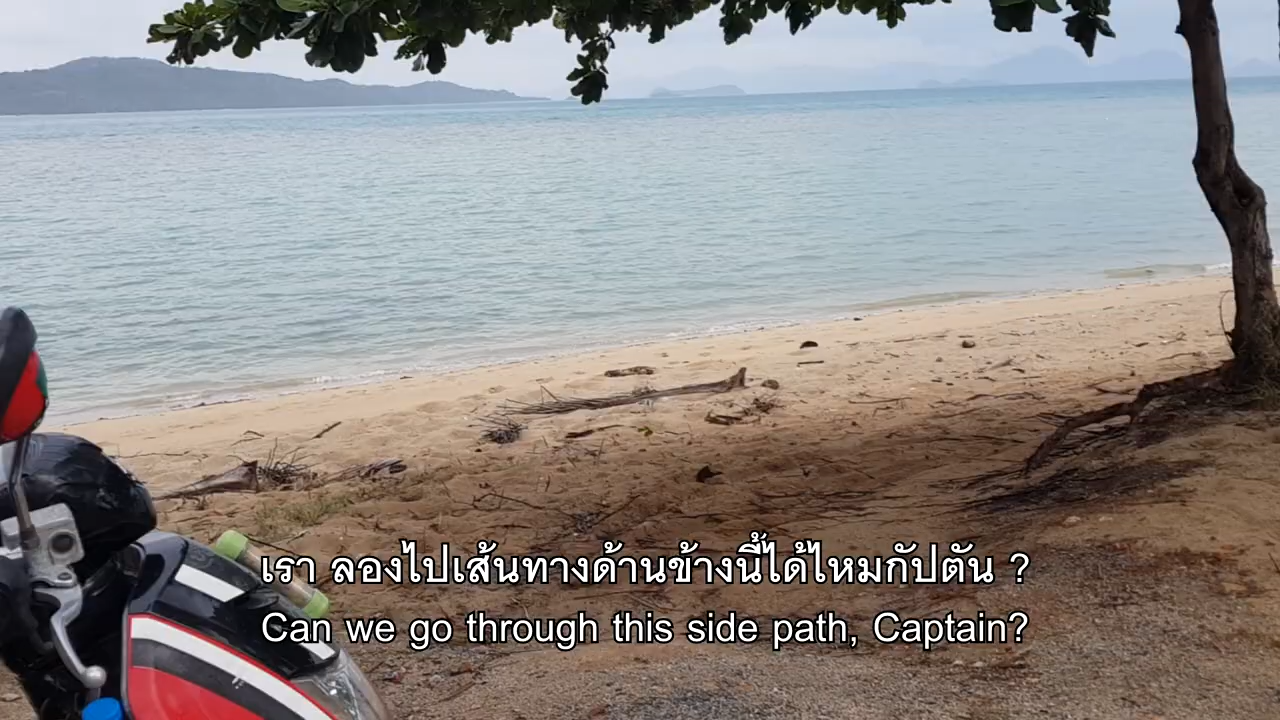 เรา ลองไปเส้นทางด้านข้างนี้ได้ไหมกัปตัน ?
Can we go through this side path, Captain?